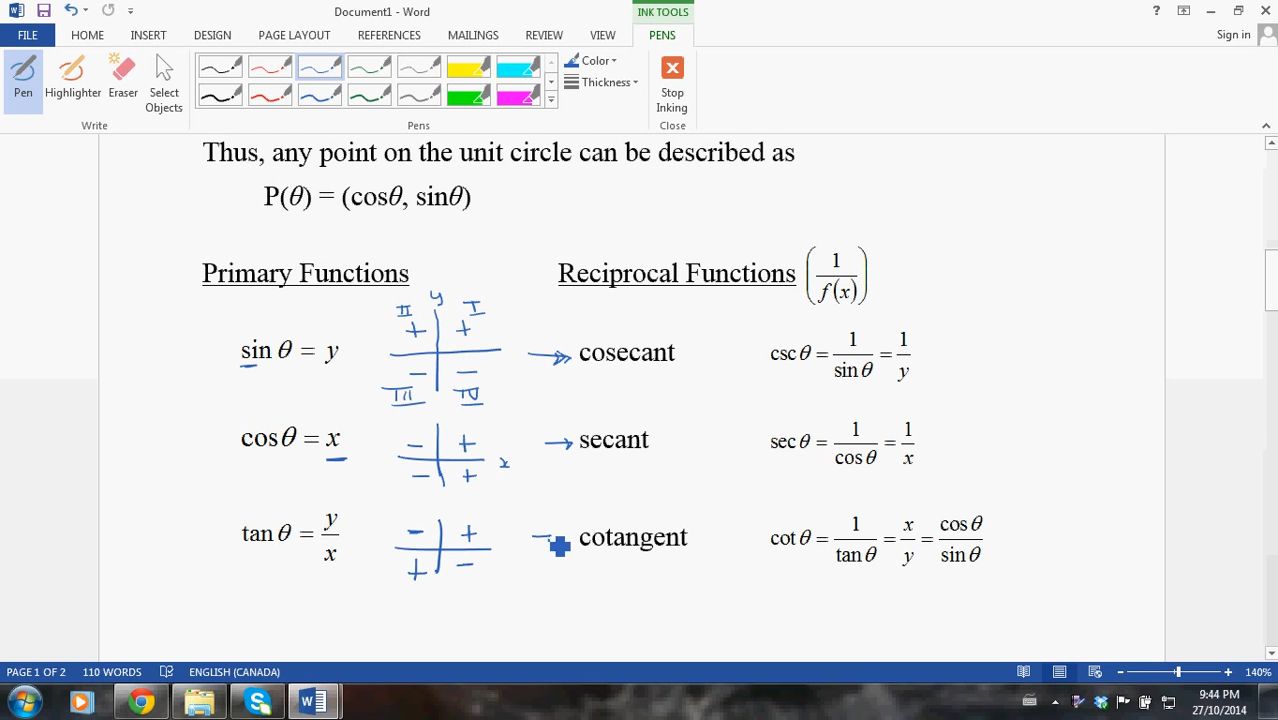 Document1 - Word
INK TOOLS
?
FILE HOME INSERT DESIGN PAGE LAYOUT REFERENCES MAILINGS REVIEW VIEW PENS Sign in
Pen Highlighter Eraser Select Objects
Color
Thickness
Stop Inking
Write Pens Close
Thus, any point on the unit circle can be described as
P(θ) = (cosθ, sinθ)
Primary Functions Reciprocal Functions (1/f(x))
II y I
+ +
sin θ = y → cosecant csc θ = 1/sin θ = 1/y
− −
III IV
− +
cos θ = x → secant sec θ = 1/cos θ = 1/x
x
− +
− +
tan θ = y/x − cotangent cot θ = 1/tan θ = x/y = cos θ/sin θ
+ −
PAGE 1 OF 2 110 WORDS ENGLISH (CANADA) − + 140%
9:44 PM
27/10/2014